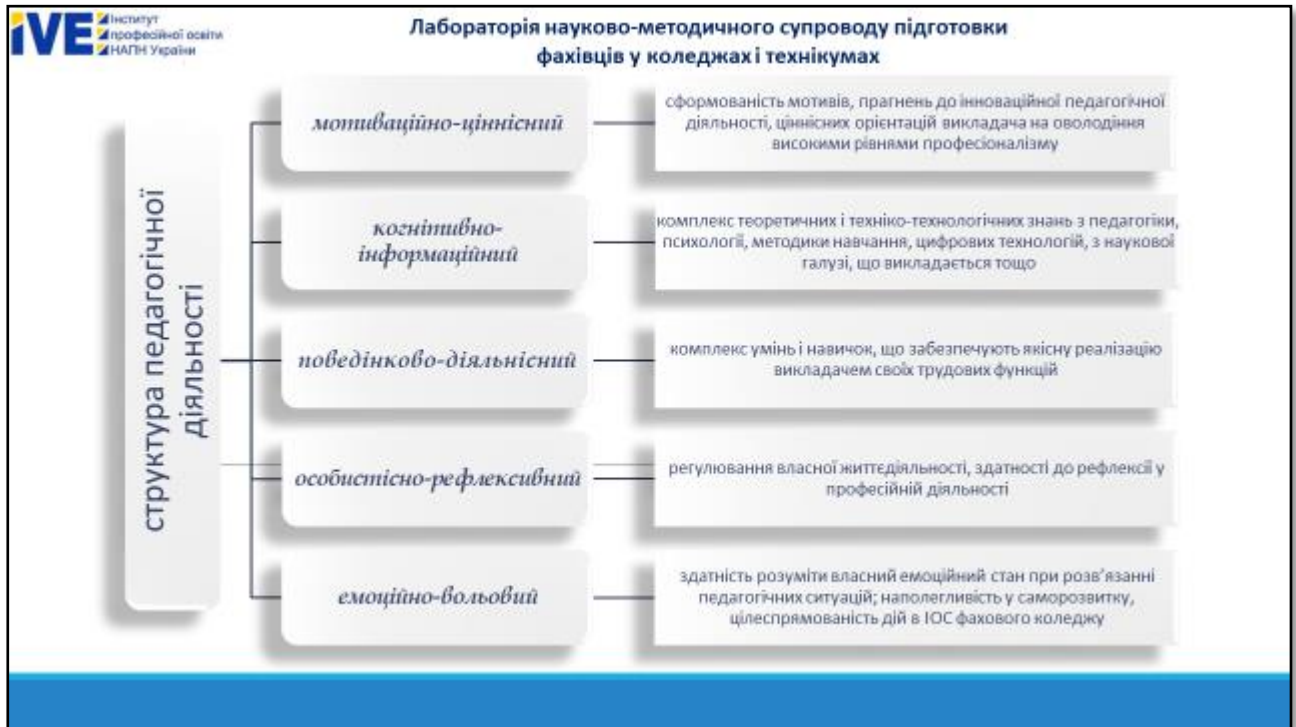 iVE
Інститут
професійної освіти
НАПН України
Лабораторія науково-методичного супроводу підготовки
фахівців у коледжах і технікумах
структура педагогічної
діяльності
мотиваційно-ціннісний
сформованість мотивів, прагнень до інноваційної педагогічної
діяльності, ціннісних орієнтацій викладача на оволодіння
високими рівнями професіоналізму
когнітивно-
інформаційний
комплекс теоретичних і техніко-технологічних знань з педагогіки,
психології, методики навчання, цифрових технологій, з наукової
галузі, що викладається тощо
поведінково-діяльнісний
комплекс умінь і навичок, що забезпечують якісну реалізацію
викладачем своїх трудових функцій
особистісно-рефлексивний
регулювання власної життєдіяльності, здатності до рефлексії у
професійній діяльності
емоційно-вольовий
здатність розуміти власний емоційний стан при розв’язанні
педагогічних ситуацій; наполегливість у саморозвитку,
цілеспрямованість дій в ІОС фахового коледжу